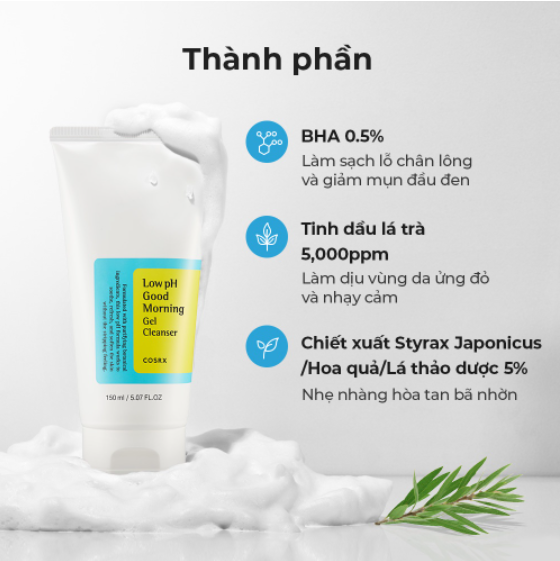 Thành phần
BHA 0.5%
Làm sạch lỗ chân lông
và giảm mụn đầu đen
Tinh dầu lá trà
5,000ppm
Làm dịu vùng da ửng đỏ
và nhạy cảm
Chiết xuất Styrax Japonicus
/Hoa quả/Lá thảo dược 5%
Nhẹ nhàng hòa tan bã nhờn
Low pH
Good
Morning
Gel
Cleanser
COSRX
150 ml / 5.07 FL.OZ